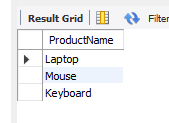 Result Grid Filter
ProductName
Laptop
Mouse
Keyboard